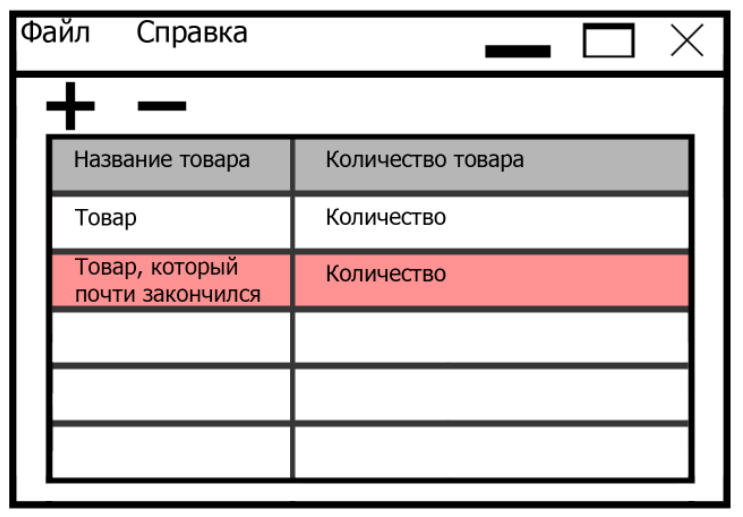 Файл Справка
Название товара Количество товара
Товар Количество
Товар, который
почти закончился
Количество